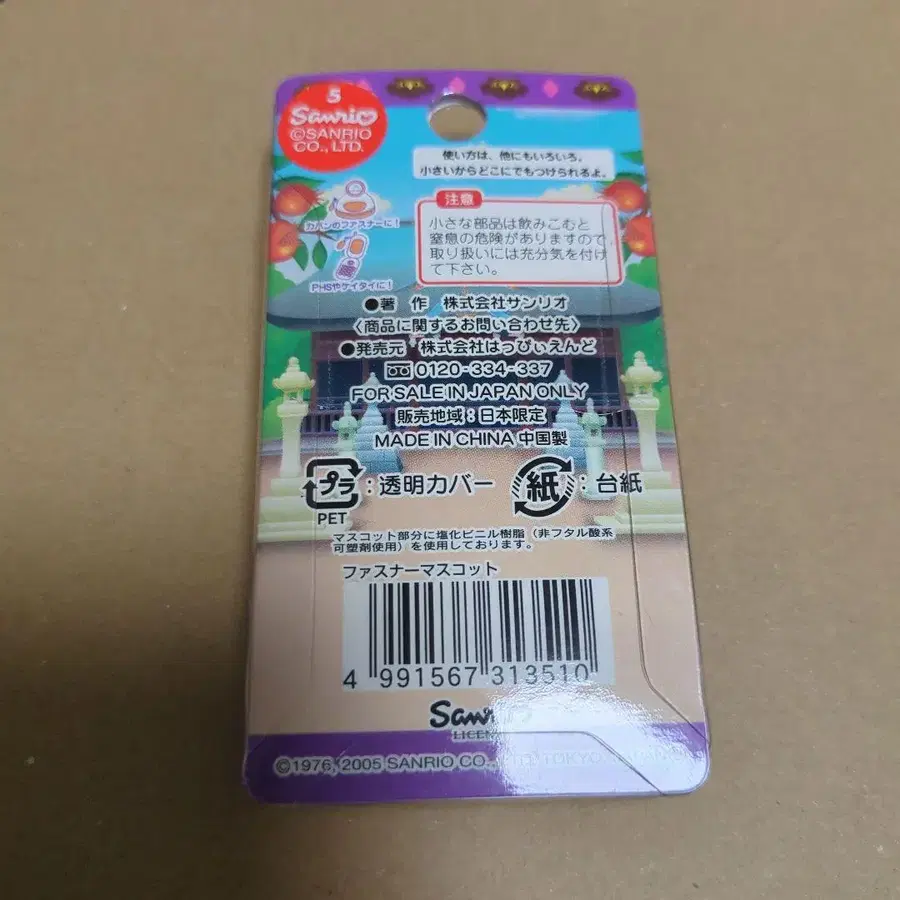 5
Sanrio
©SANRIO
CO., LTD.
使い方は、他にもいろいろ。
小さいからどこにでもつけられるよ。
カバンのファスナーに!
PHSやケイタイに!
注意
小さな部品は飲みこむと
窒息の危険がありますので、
取り扱いには充分気を付け
て下さい。
●著 作 株式会社サンリオ
〈商品に関するお問い合わせ先〉
●発売元 株式会社はっぴぃえんど
0120-334-337
FOR SALE IN JAPAN ONLY
販売地域:日本限定
MADE IN CHINA 中国製
プラ:透明カバー
PET
紙:台紙
マスコット部分に塩化ビニル樹脂(非フタル酸系
可塑剤使用)を使用しております。
ファスナーマスコット
4 991567 313510
Sanrio
©1976, 2005 SANRIO CO., LTD. TOKYO, JAPAN